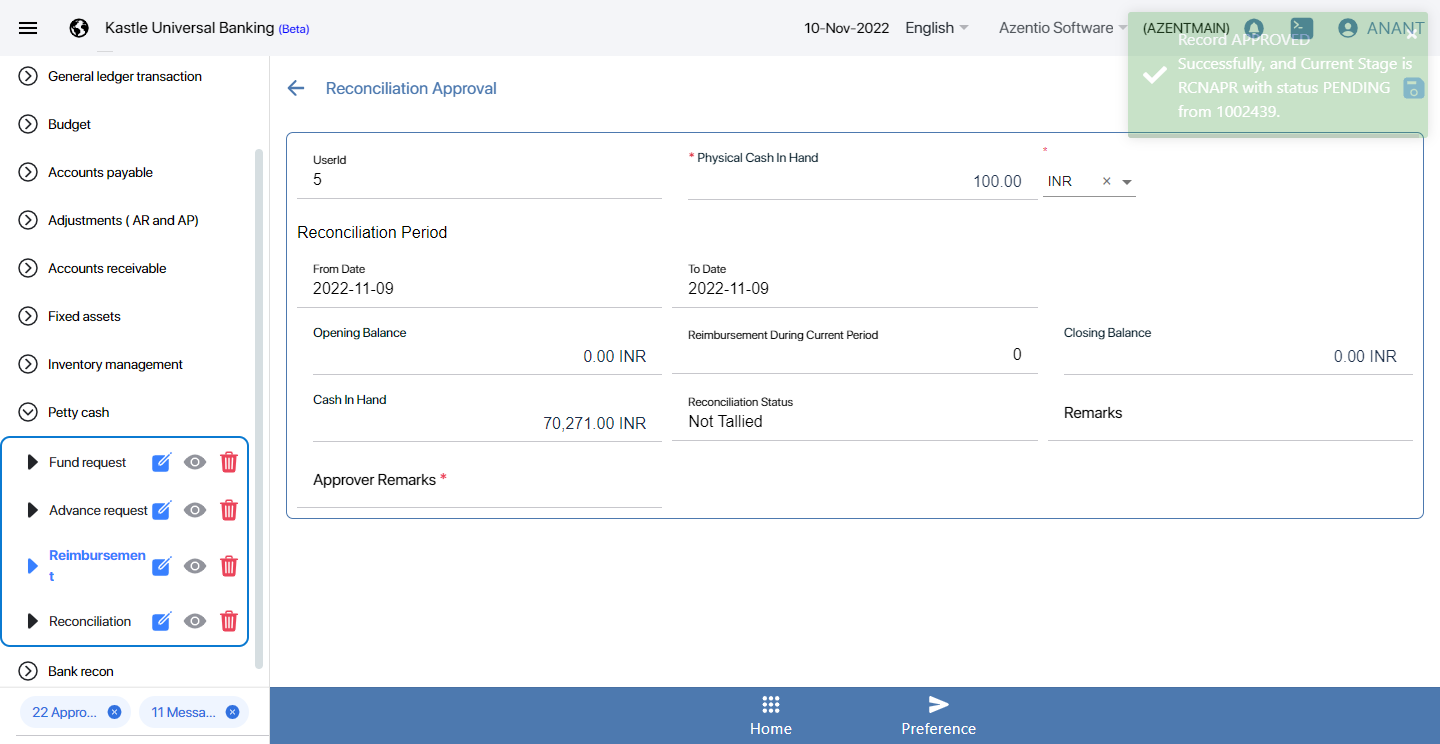 Kastle Universal Banking (Beta)
10-Nov-2022
English
Azentio Software
(AZENTMAIN)
ANANT
Record APPROVED
Successfully, and Current Stage is
RCNAPR with status PENDING
from 1002439.
General ledger transaction
Budget
Accounts payable
Adjustments ( AR and AP)
Accounts receivable
Fixed assets
Inventory management
Petty cash
Fund request
Advance request
Reimbursemen
t
Reconciliation
Bank recon
22 Appro...
11 Messa...
Reconciliation Approval
UserId
5
* Physical Cash In Hand
100.00
*
INR
Reconciliation Period
From Date
2022-11-09
To Date
2022-11-09
Opening Balance
0.00 INR
Reimbursement During Current Period
0
Closing Balance
0.00 INR
Cash In Hand
70,271.00 INR
Reconciliation Status
Not Tallied
Remarks
Approver Remarks *
Home
Preference